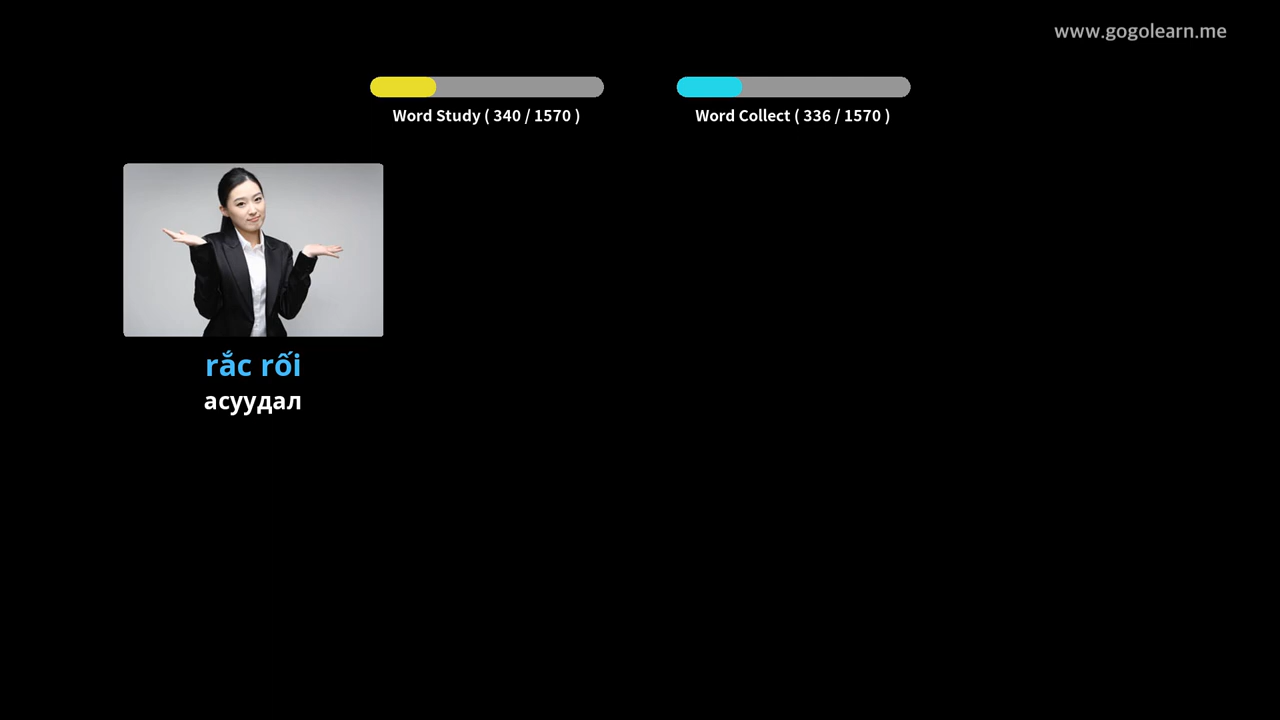 www.gogolearn.me
Word Study ( 340 / 1570 )
Word Collect ( 336 / 1570 )
rắc rối
асуудал